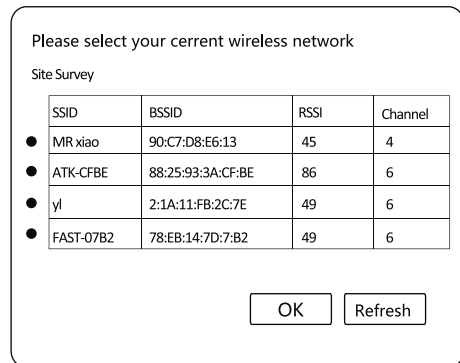 Please select your cerrent wireless network
Site Survey
SSID BSSID RSSI Channel
MR xiao 90:C7:D8:E6:13 45 4
ATK-CFBE 88:25:93:3A:CF:BE 86 6
yl 2:1A:11:FB:2C:7E 49 6
FAST-07B2 78:EB:14:7D:7:B2 49 6
OK Refresh